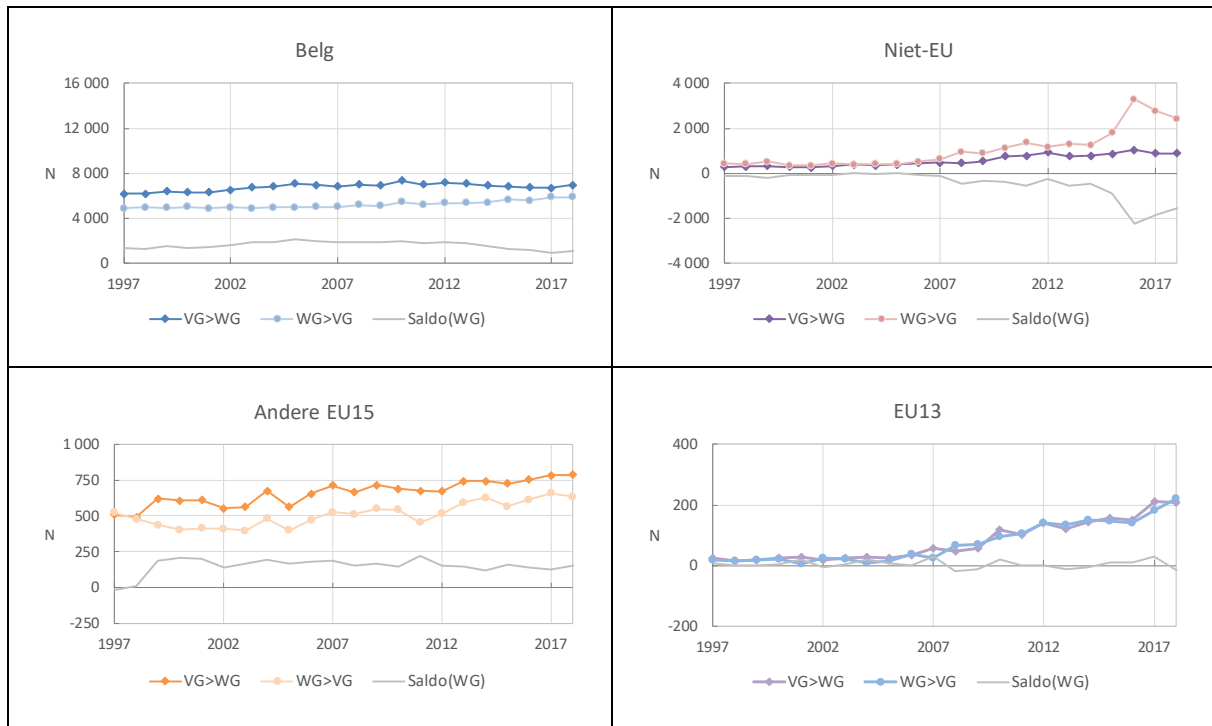 Belg
16 000
12 000
N
8 000
4 000
0
1997 2002 2007 2012 2017
VG>WG WG>VG Saldo(WG)
Niet-EU
4 000
2 000
N
0
-2 000
-4 000
1997 2002 2007 2012 2017
VG>WG WG>VG Saldo(WG)
Andere EU15
1 000
750
N
500
250
0
-250
1997 2002 2007 2012 2017
VG>WG WG>VG Saldo(WG)
EU13
400
200
N
0
-200
1997 2002 2007 2012 2017
VG>WG WG>VG Saldo(WG)